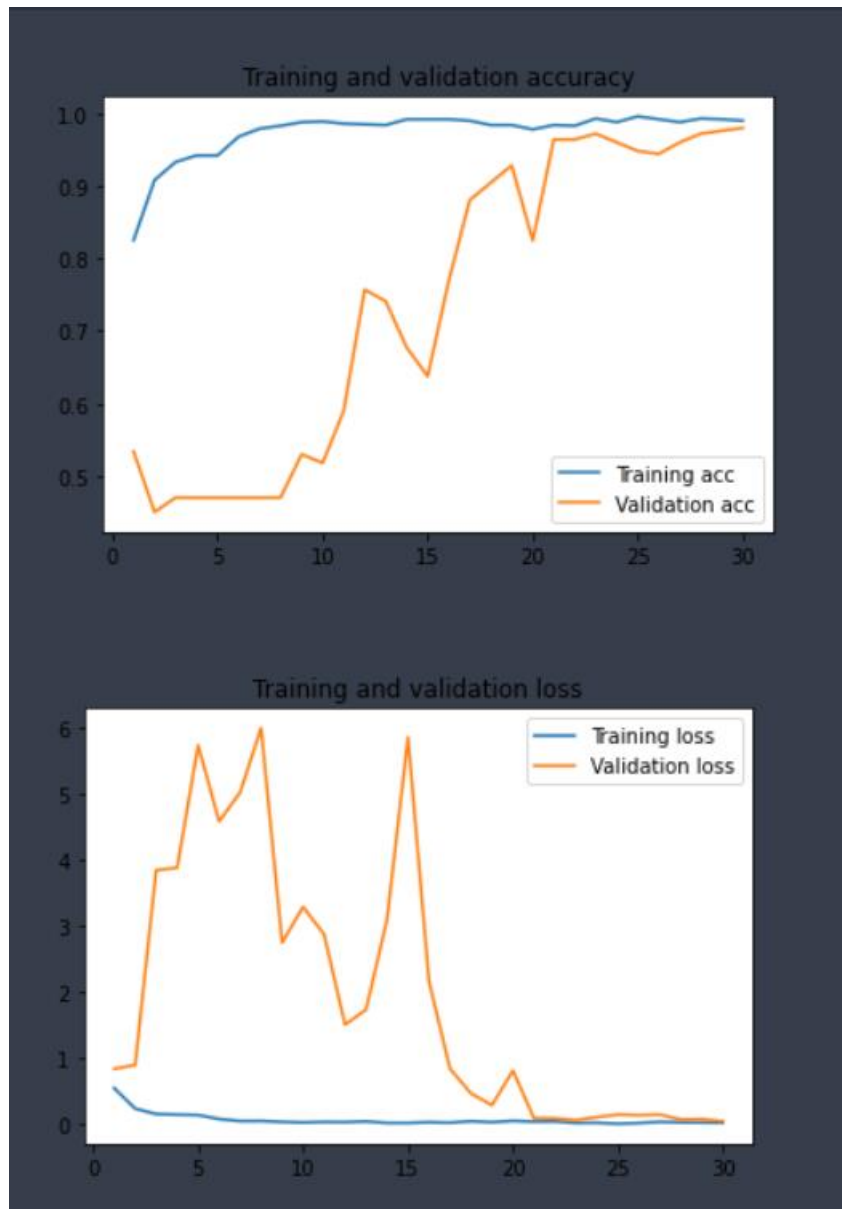 Training and validation accuracy
1.0
0.9
0.8
0.7
0.6
0.5
Training acc
Validation acc
0 5 10 15 20 25 30
Training and validation loss
6
5
4
3
2
1
0
Training loss
Validation loss
0 5 10 15 20 25 30